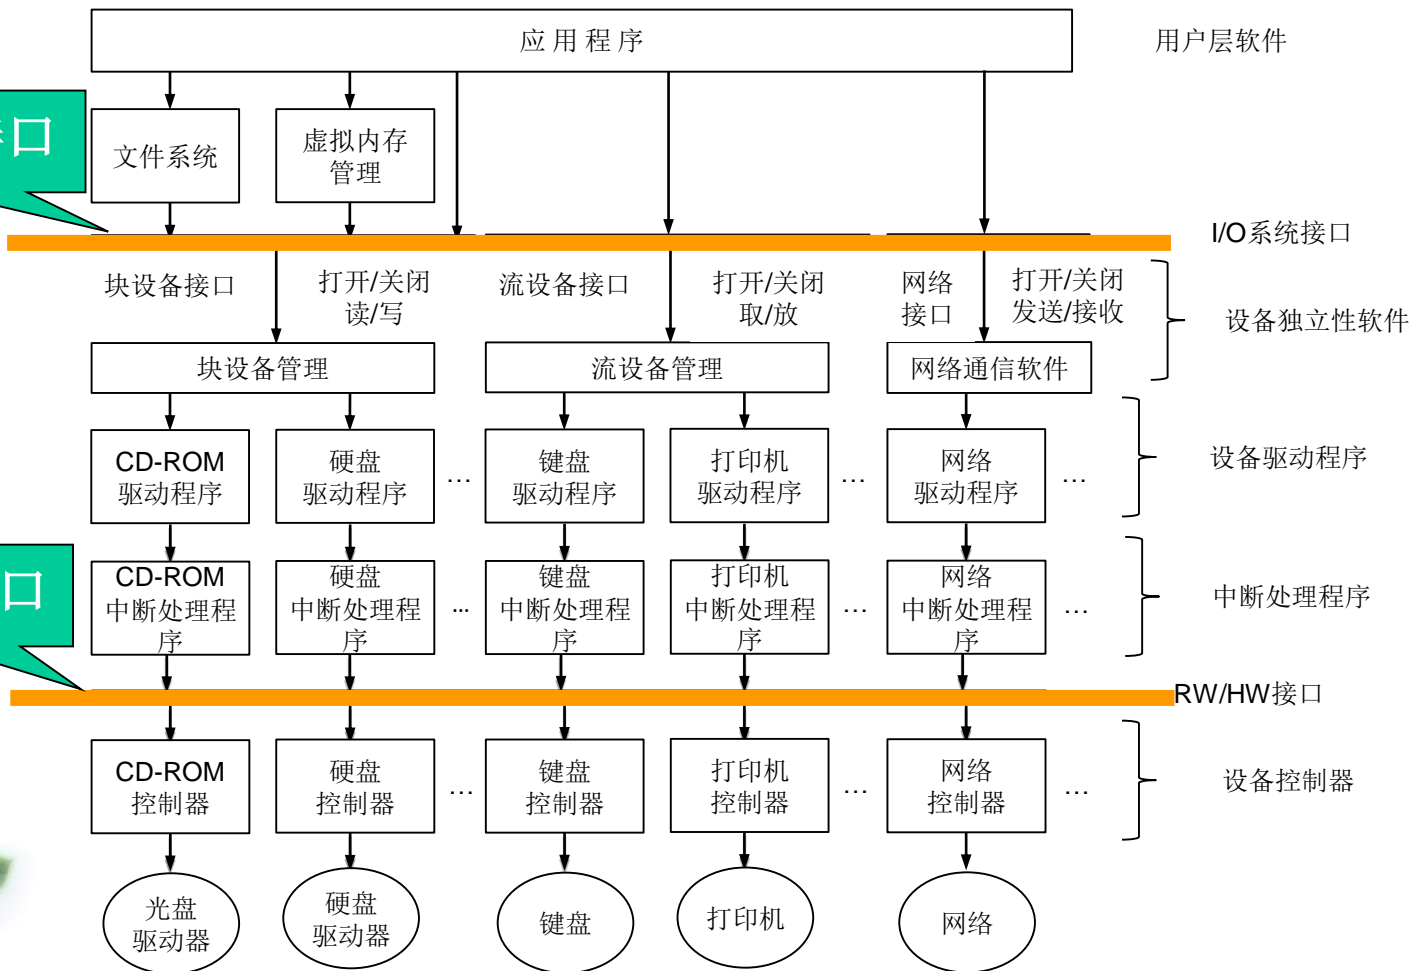 应用程序
用户层软件
口
文件系统
虚拟内存
管理
I/O系统接口
块设备接口
打开/关闭
读/写
流设备接口
打开/关闭
取/放
网络
接口
打开/关闭
发送/接收
设备独立性软件
块设备管理
流设备管理
网络通信软件
CD-ROM
驱动程序
硬盘
驱动程序
…
键盘
驱动程序
打印机
驱动程序
…
网络
驱动程序
…
设备驱动程序
口
CD-ROM
中断处理程
序
硬盘
中断处理程
序
...
键盘
中断处理程
序
打印机
中断处理程
序
…
网络
中断处理程
序
…
中断处理程序
RW/HW接口
CD-ROM
控制器
硬盘
控制器
…
键盘
控制器
打印机
控制器
…
网络
控制器
…
设备控制器
光盘
驱动器
硬盘
驱动器
键盘
打印机
网络